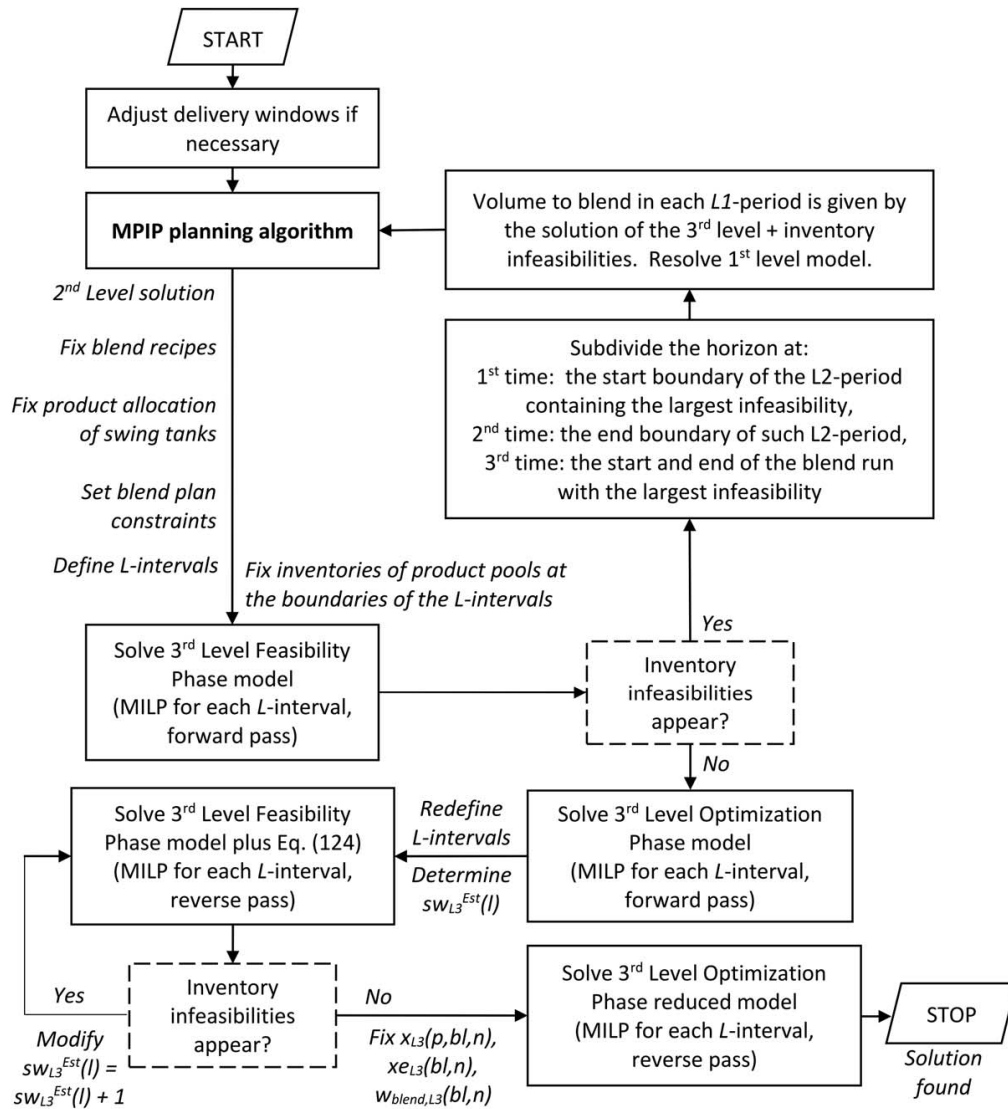 START
Adjust delivery windows if
necessary
MPIP planning algorithm
Volume to blend in each L1-period is given by
the solution of the 3rd level + inventory
infeasibilities. Resolve 1st level model.
2nd Level solution
Fix blend recipes
Fix product allocation
of swing tanks
Set blend plan
constraints
Define L-intervals
Fix inventories of product pools at
the boundaries of the L-intervals
Subdivide the horizon at:
1st time: the start boundary of the L2-period
containing the largest infeasibility,
2nd time: the end boundary of such L2-period,
3rd time: the start and end of the blend run
with the largest infeasibility
Yes
Solve 3rd Level Feasibility
Phase model
(MILP for each L-interval,
forward pass)
Inventory
infeasibilities
appear?
No
Solve 3rd Level Optimization
Phase model
(MILP for each L-interval,
forward pass)
Redefine
L-intervals
Determine
swL3Est(l)
Solve 3rd Level Feasibility
Phase model plus Eq. (124)
(MILP for each L-interval,
reverse pass)
Inventory
infeasibilities
appear?
Yes
Modify
swL3Est(l) =
swL3Est(l) + 1
No
Fix xL3(p,bl,n),
xeL3(bl,n),
wblend,L3(bl,n)
Solve 3rd Level Optimization
Phase reduced model
(MILP for each L-interval,
reverse pass)
STOP
Solution
found